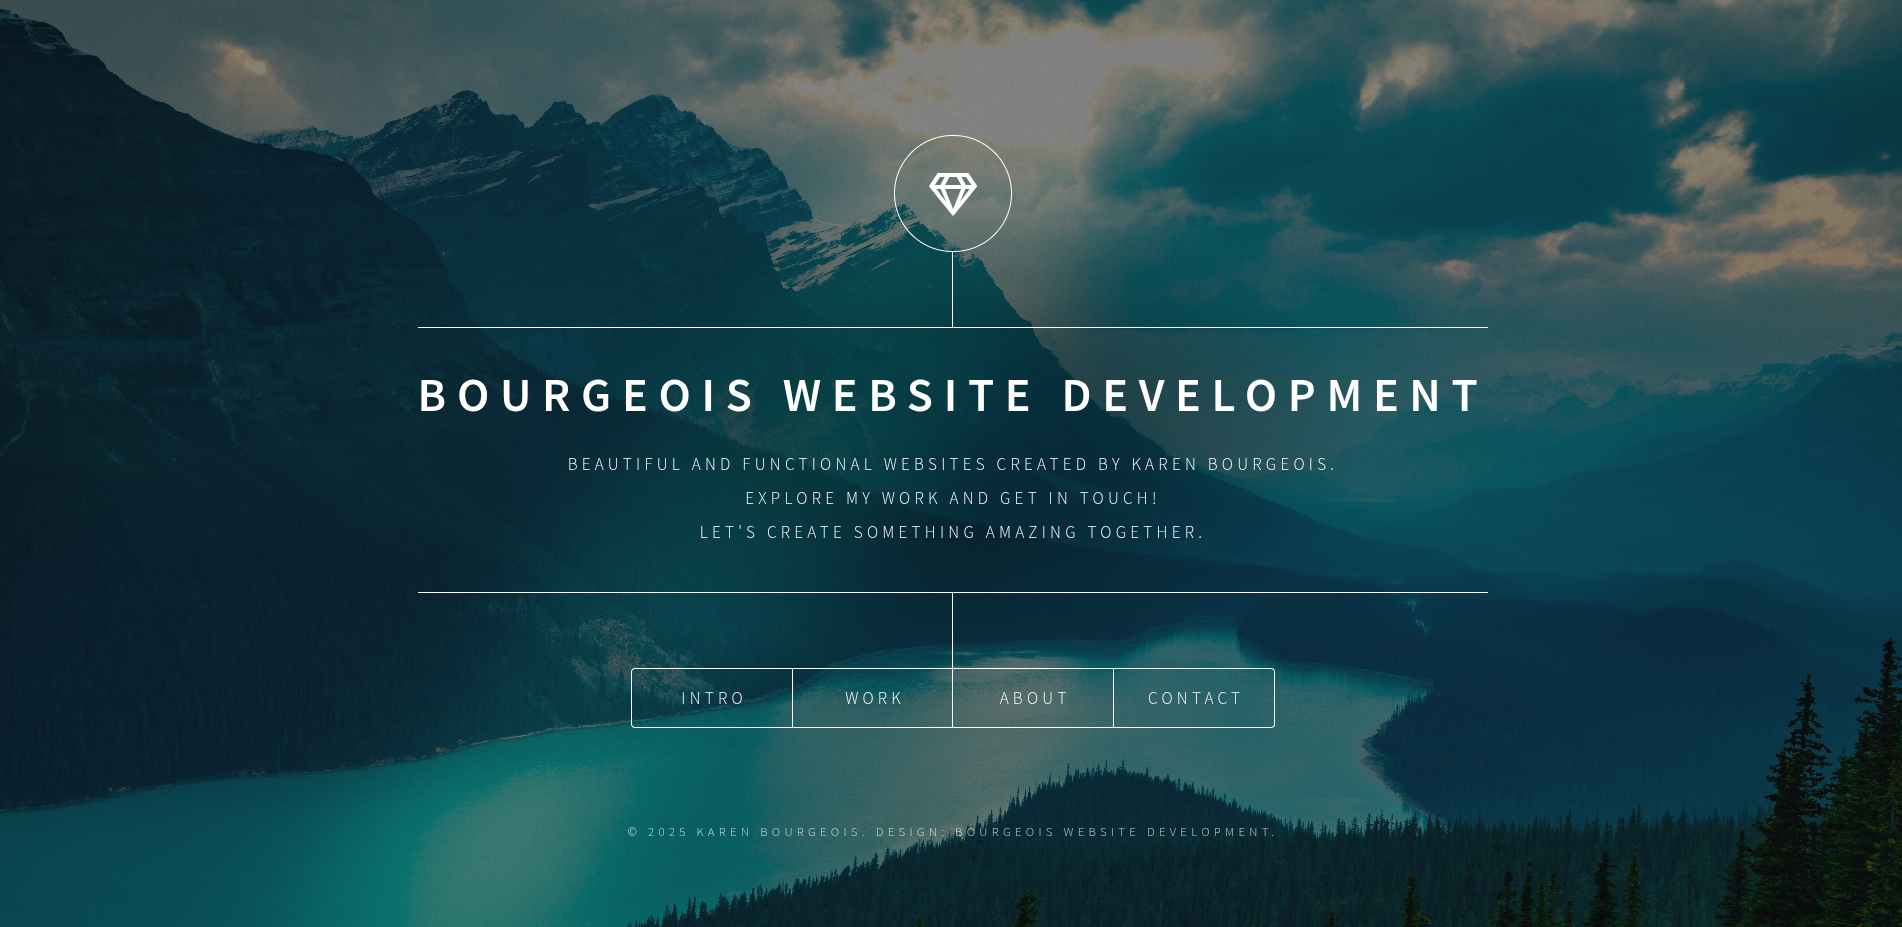 BOURGEOIS WEBSITE DEVELOPMENT
BEAUTIFUL AND FUNCTIONAL WEBSITES CREATED BY KAREN BOURGEOIS.
EXPLORE MY WORK AND GET IN TOUCH!
LET'S CREATE SOMETHING AMAZING TOGETHER.
INTRO WORK ABOUT CONTACT
© 2025 KAREN BOURGEOIS. DESIGN: BOURGEOIS WEBSITE DEVELOPMENT.